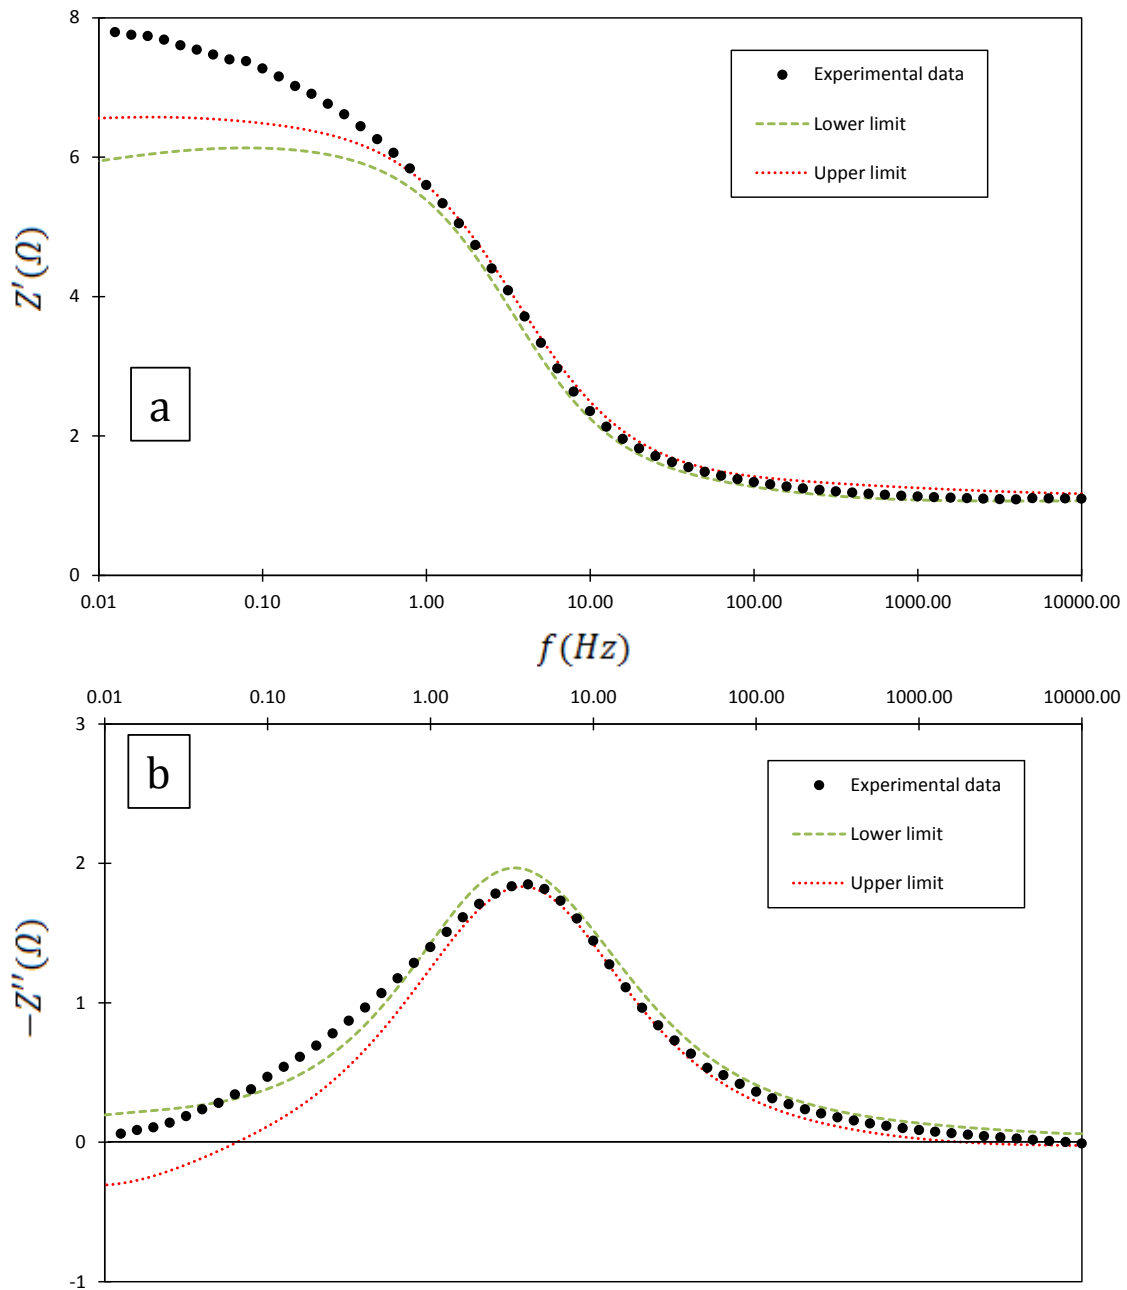 8
6
4
2
0
Z′(Ω)
Experimental data
Lower limit
Upper limit
a
0.01 0.10 1.00 10.00 100.00 1000.00 10000.00
f(Hz)
0.01 0.10 1.00 10.00 100.00 1000.00 10000.00
3
2
1
0
-1
−Z″(Ω)
b
Experimental data
Lower limit
Upper limit